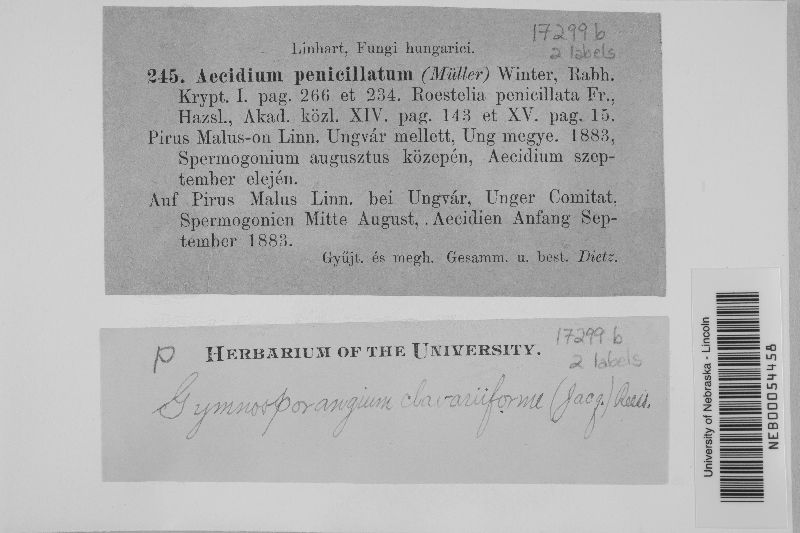 17299 b
2 labels
Linhart, Fungi hungarici.
245. Aecidium penicillatum (Müller) Winter, Rabh.
Krypt. I. pag. 266 et 234. Roestelia penicillata Fr.,
Hazsl., Akad. közl. XIV. pag. 143 et XV. pag. 15.
Pirus Malus-on Linn. Ungvár mellett, Ung megye. 1883,
Spermogonium augusztus közepén, Aecidium szep-
tember elején.
Auf Pirus Malus Linn. bei Ungvár, Unger Comitat.
Spermogonien Mitte August, Aecidien Anfang Sep-
tember 1883.
Gyűjt. és megh. Gesamm. u. best. Dietz.
17299 b
2 labels
P HERBARIUM OF THE UNIVERSITY.
Gymnosporangium clavariiforme (Jacq.) Rees.
University of Nebraska - Lincoln
NEB00054458